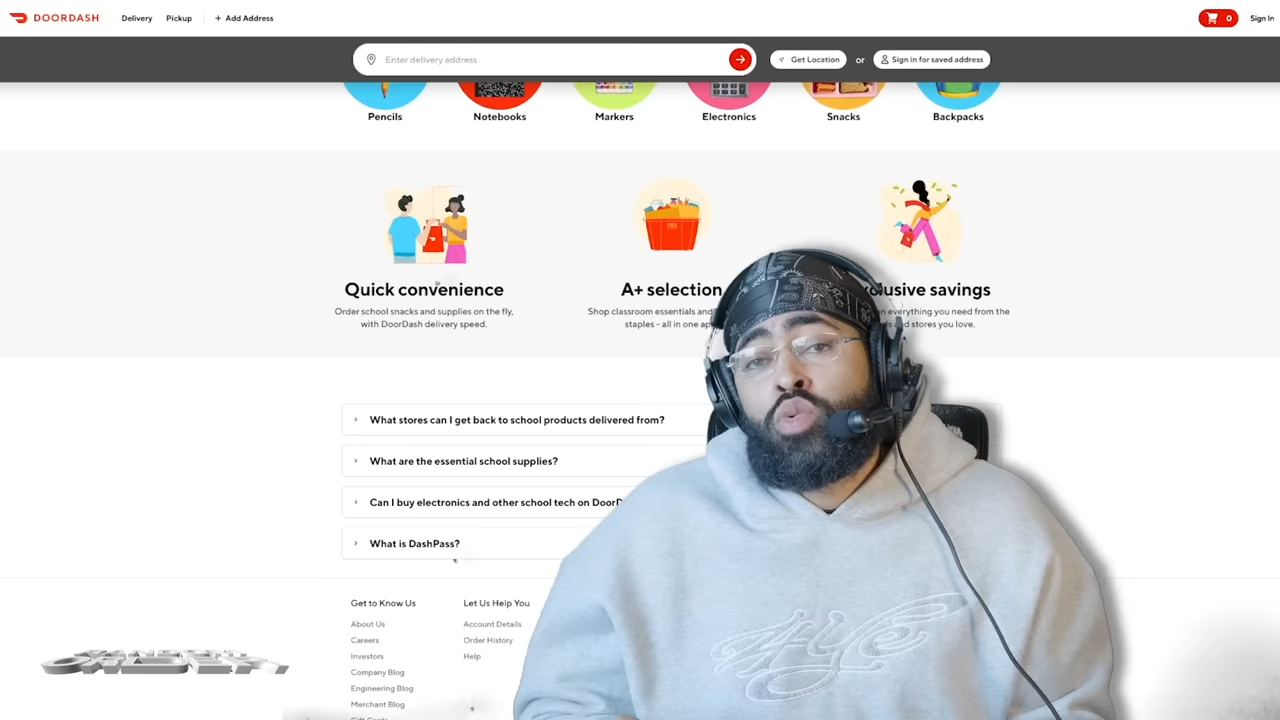 DOORDASH
Delivery Pickup + Add Address
0 Sign In
Enter delivery address
Get Location or Sign in for saved address
Pencils Notebooks Markers Electronics Snacks Backpacks
Quick convenience
Order school snacks and supplies on the fly,
with DoorDash delivery speed.
A+ selection
Shop classroom essentials and
staples - all in one
savings
everything you need from the
and stores you love.
What stores can I get back to school products delivered from?
What are the essential school supplies?
Can I buy electronics and other school tech on
What is DashPass?
Get to Know Us
About Us
Careers
Investors
Company Blog
Engineering Blog
Merchant Blog
Let Us Help You
Account Details
Order History
Help